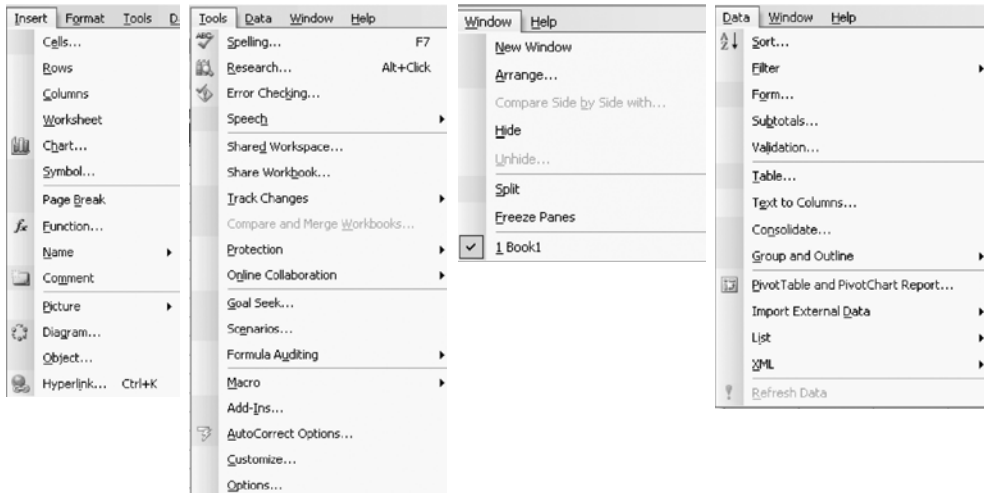 Insert Format Tools D
Cells...
Rows
Columns
Worksheet
Chart...
Symbol...
Page Break
Function...
Name
Comment
Picture
Diagram...
Object...
Hyperlink... Ctrl+K
Tools Data Window Help
Spelling... F7
Research... Alt+Click
Error Checking...
Speech
Shared Workspace...
Share Workbook...
Track Changes
Compare and Merge Workbooks...
Protection
Online Collaboration
Goal Seek...
Scenarios...
Formula Auditing
Macro
Add-Ins...
AutoCorrect Options...
Customize...
Options...
Window Help
New Window
Arrange...
Compare Side by Side with...
Hide
Unhide...
Split
Freeze Panes
1 Book1
Data Window Help
Sort...
Filter
Form...
Subtotals...
Validation...
Table...
Text to Columns...
Consolidate...
Group and Outline
PivotTable and PivotChart Report...
Import External Data
List
XML
Refresh Data